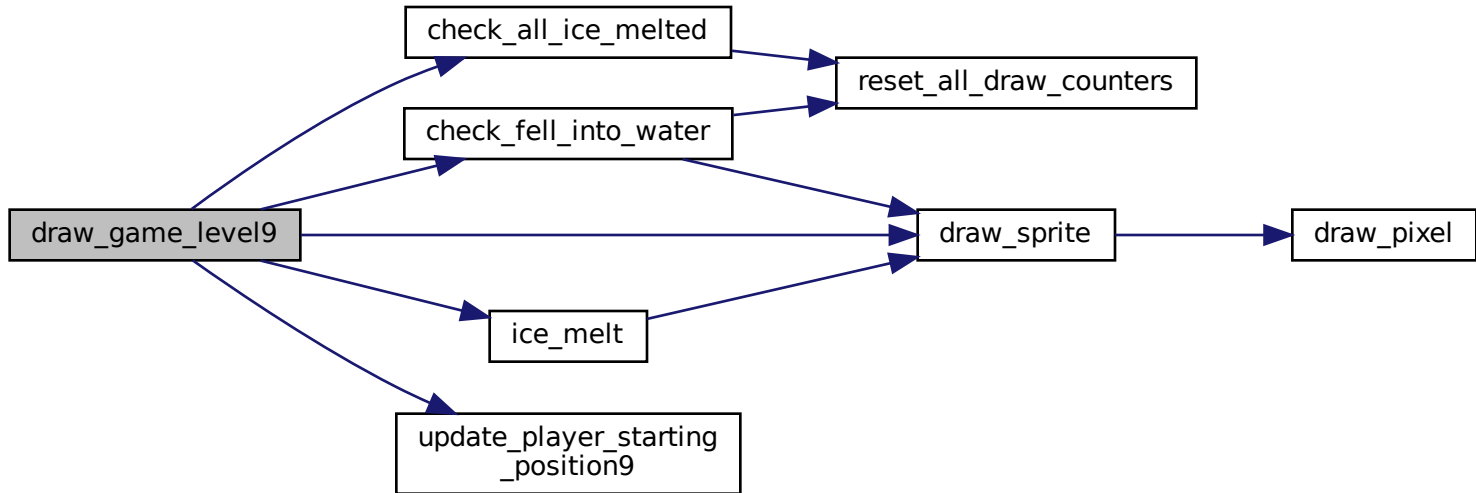 check_all_ice_melted
reset_all_draw_counters
check_fell_into_water
draw_game_level9
draw_sprite
draw_pixel
ice_melt
update_player_starting
_position9